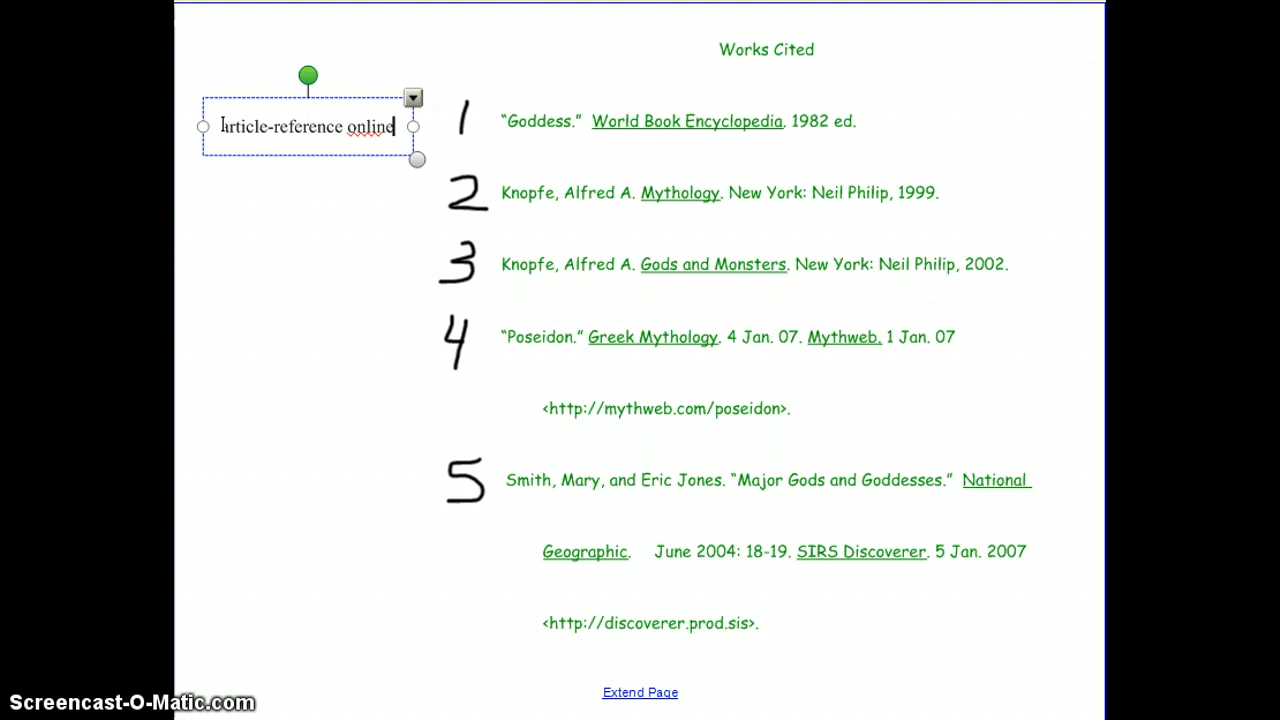 Works Cited
Article-reference online
1 “Goddess.” World Book Encyclopedia. 1982 ed.
2 Knopfe, Alfred A. Mythology. New York: Neil Philip, 1999.
3 Knopfe, Alfred A. Gods and Monsters. New York: Neil Philip, 2002.
4 “Poseidon.” Greek Mythology. 4 Jan. 07. Mythweb. 1 Jan. 07
<http://mythweb.com/poseidon>.
5 Smith, Mary, and Eric Jones. “Major Gods and Goddesses.” National
Geographic. June 2004: 18-19. SIRS Discoverer. 5 Jan. 2007
<http://discoverer.prod.sis>.
Extend Page
Screencast-O-Matic.com